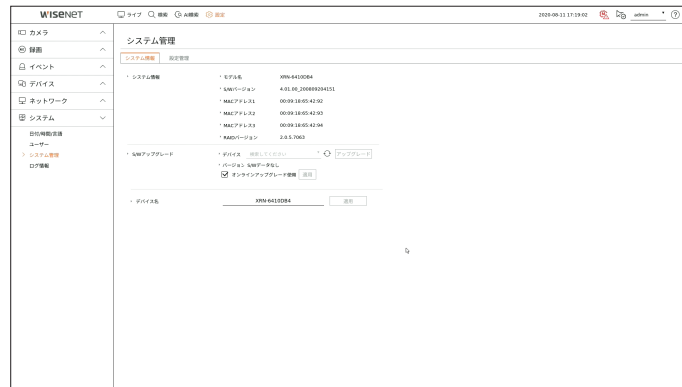 WISENET
ライブ 検索 AI検索 設定
2020-08-11 17:19:02 admin
カメラ
録画
イベント
デバイス
ネットワーク
システム
日付/時間/言語
ユーザー
システム管理
ログ情報
システム管理
システム情報 設定管理
システム情報
モデル名 XRN-6410DB4
S/Wバージョン 4.01.00_200809204151
MACアドレス1 00:09:18:65:42:92
MACアドレス2 00:09:18:65:42:93
MACアドレス3 00:09:18:65:42:94
RAIDバージョン 2.0.5.7063
S/Wアップグレード
デバイス 検索してください アップグレード
バージョン S/Wデータなし
オンラインアップグレード使用 適用
デバイス名 XRN-6410DB4 適用